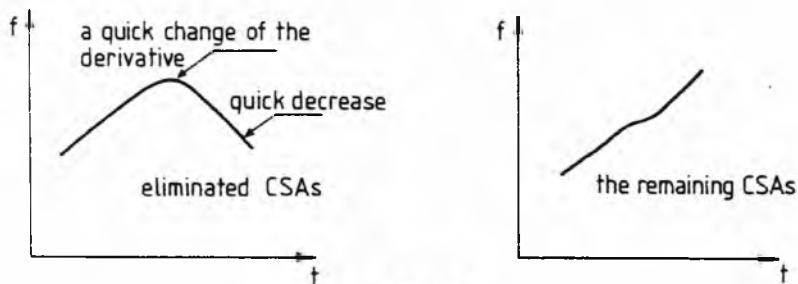 f
a quick change of the
derivative
quick decrease
eliminated CSAs
t
f
the remaining CSAs
t